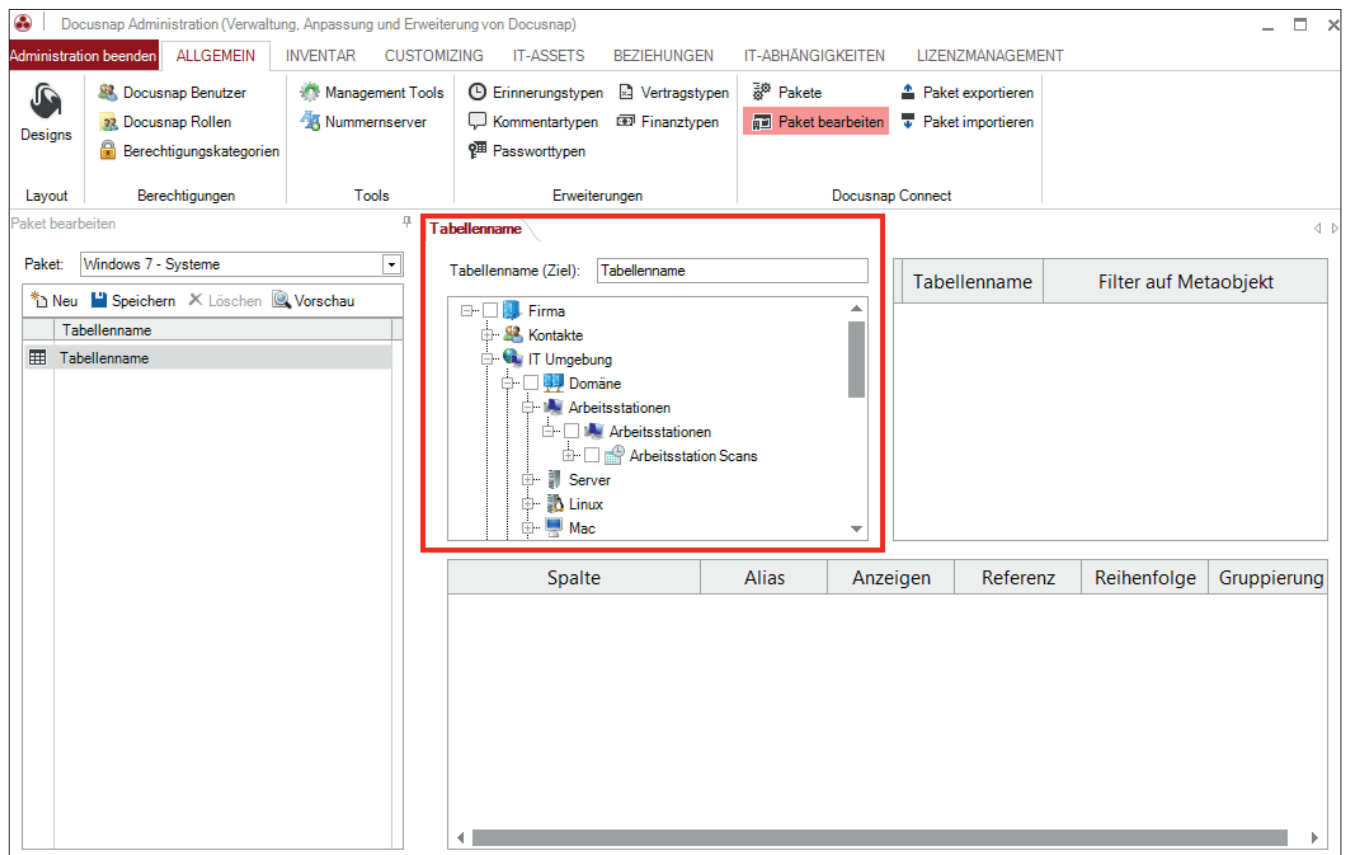 Docusnap Administration (Verwaltung, Anpassung und Erweiterung von Docusnap)
Administration beenden ALLGEMEIN INVENTAR CUSTOMIZING IT-ASSETS BEZIEHUNGEN IT-ABHÄNGIGKEITEN LIZENZMANAGEMENT
Designs
Layout
Docusnap Benutzer
Docusnap Rollen
Berechtigungskategorien
Berechtigungen
Management Tools
Nummernserver
Tools
Erinnerungstypen Vertragstypen
Kommentartypen Finanztypen
Passworttypen
Erweiterungen
Pakete Paket exportieren
Paket bearbeiten Paket importieren
Docusnap Connect
Paket bearbeiten
Paket: Windows 7 - Systeme
Neu Speichern Löschen Vorschau
Tabellenname
Tabellenname
Tabellenname
Tabellenname (Ziel): Tabellenname
Firma
Kontakte
IT Umgebung
Domäne
Arbeitsstationen
Arbeitsstationen
Arbeitsstation Scans
Server
Linux
Mac
Tabellenname Filter auf Metaobjekt
Spalte Alias Anzeigen Referenz Reihenfolge Gruppierung